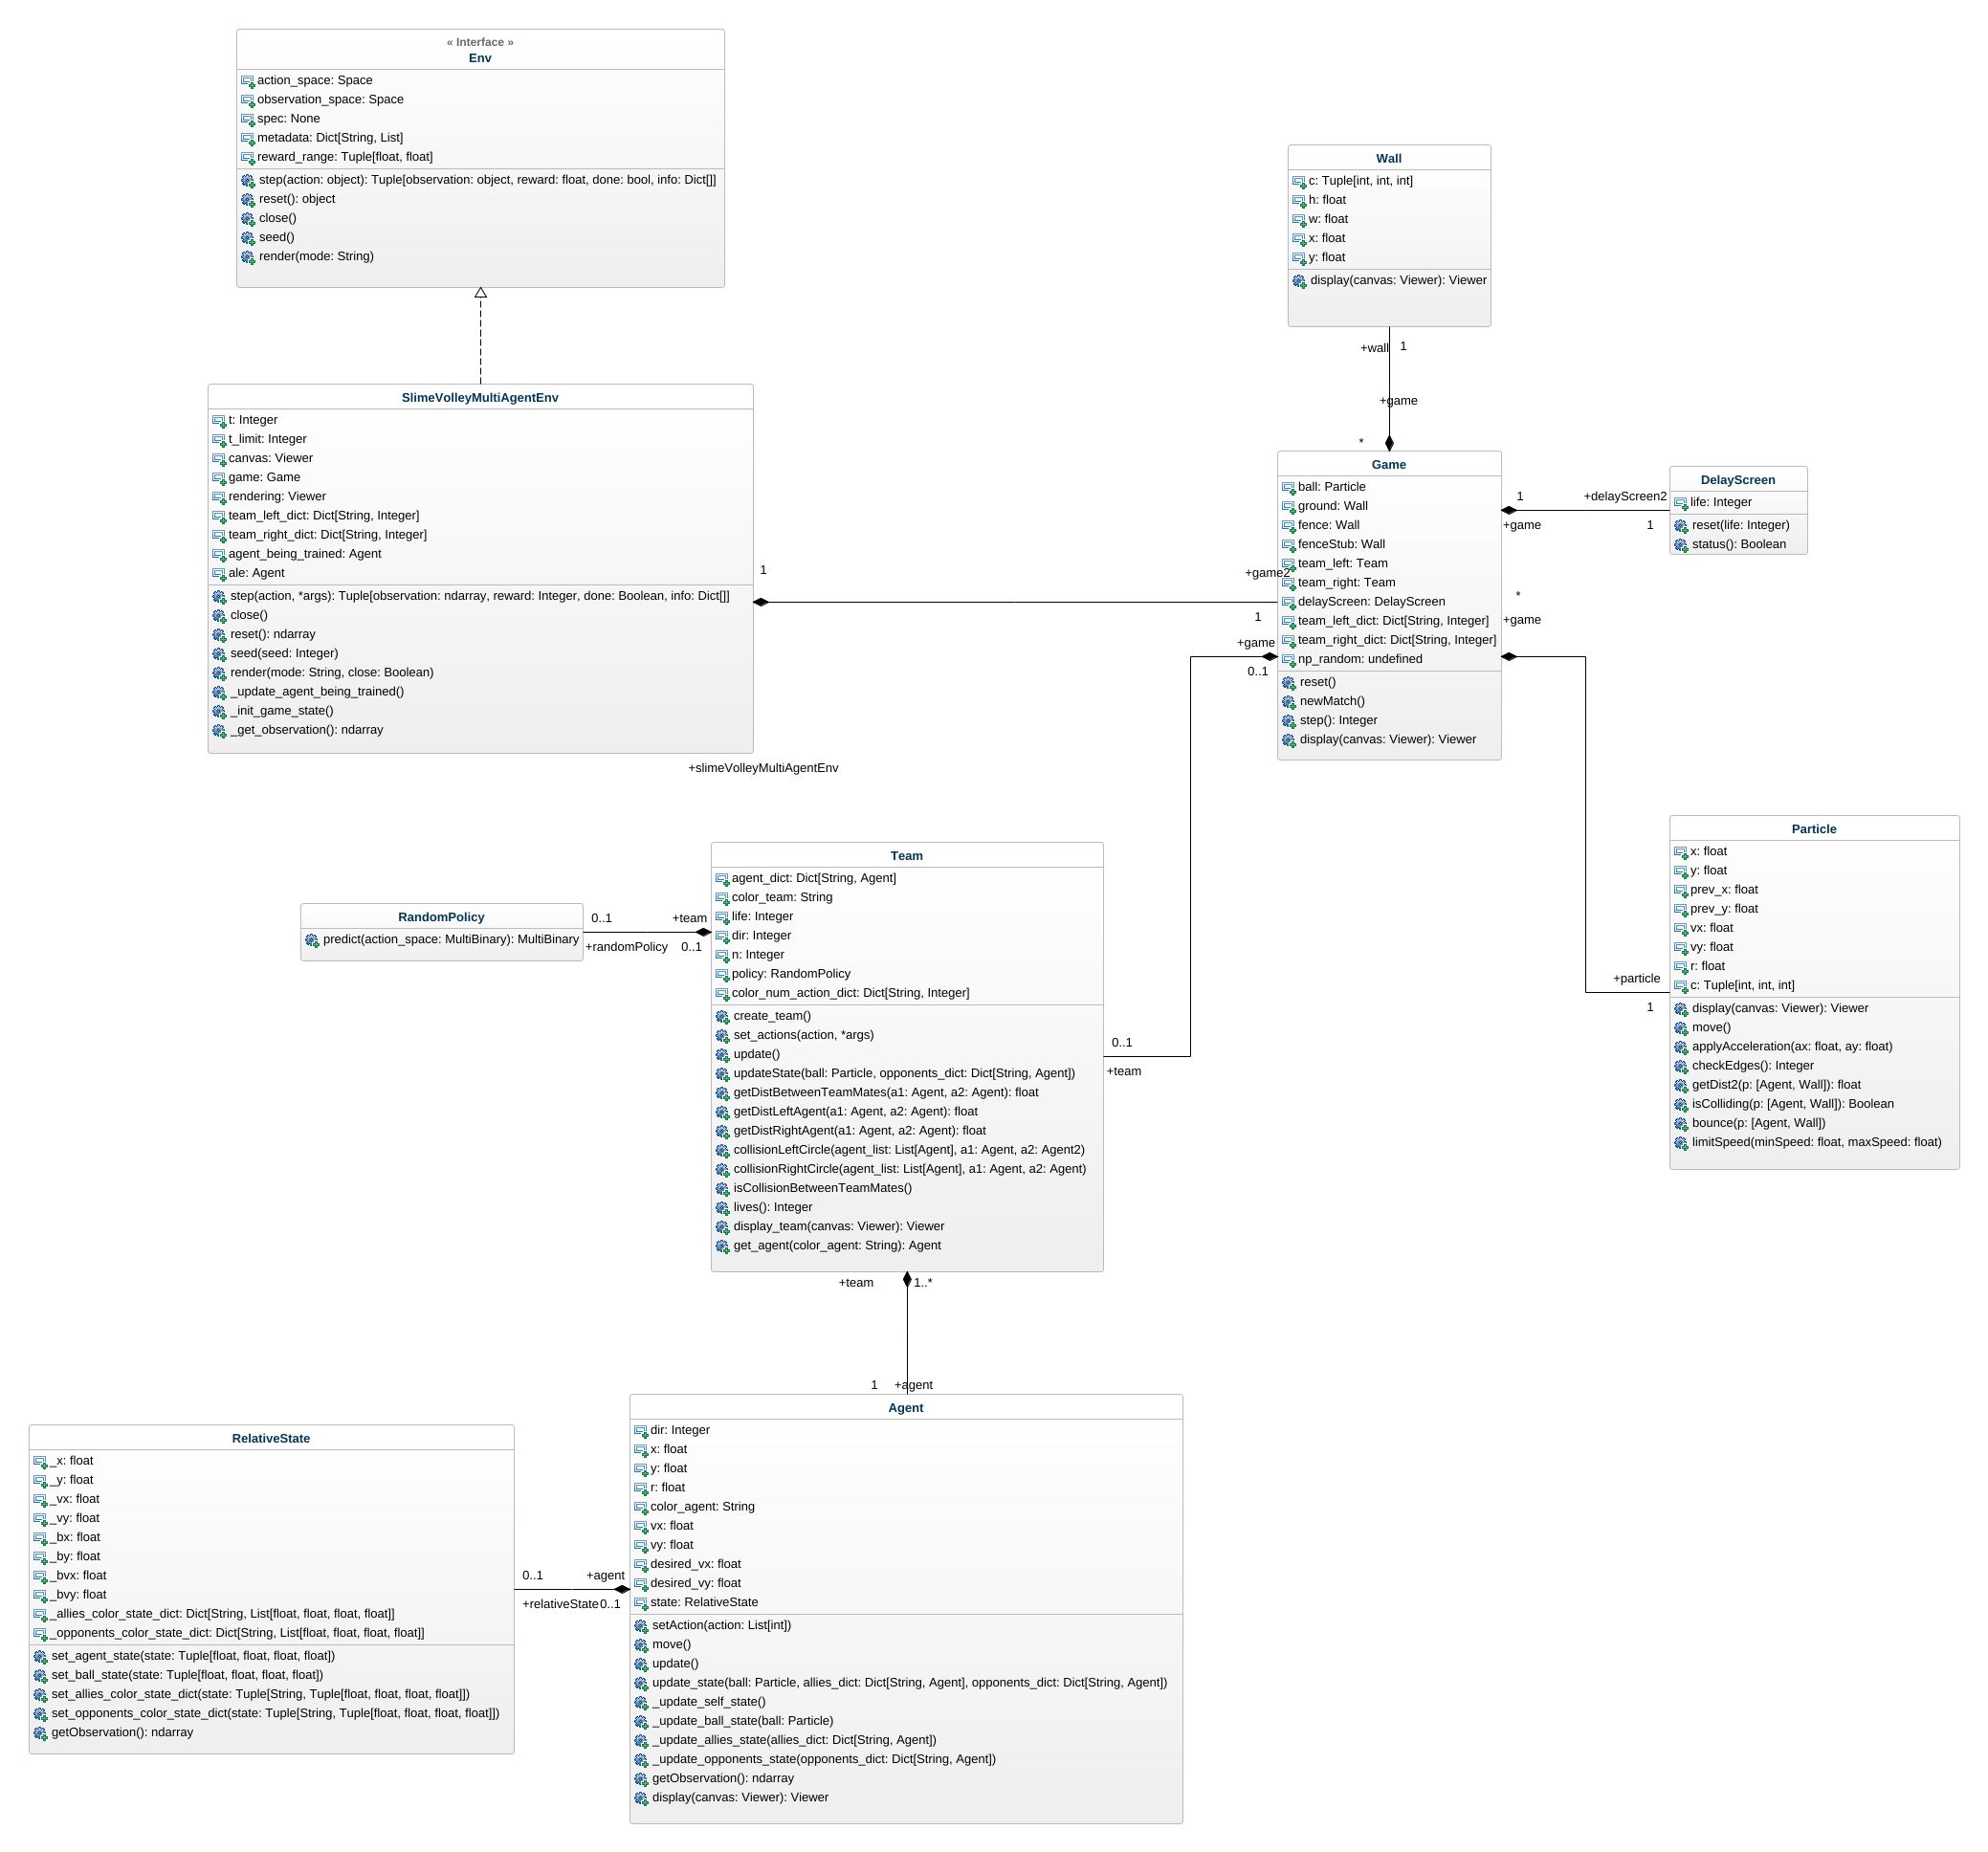 « Interface »
Env
action_space: Space
observation_space: Space
spec: None
metadata: Dict[String, List]
reward_range: Tuple[float, float]
step(action: object): Tuple[observation: object, reward: float, done: bool, info: Dict[]]
reset(): object
close()
seed()
render(mode: String)
Wall
c: Tuple[int, int, int]
h: float
w: float
x: float
y: float
display(canvas: Viewer): Viewer
+wall 1
+game
*
SlimeVolleyMultiAgentEnv
t: Integer
t_limit: Integer
canvas: Viewer
game: Game
rendering: Viewer
team_left_dict: Dict[String, Integer]
team_right_dict: Dict[String, Integer]
agent_being_trained: Agent
ale: Agent
step(action, *args): Tuple[observation: ndarray, reward: Integer, done: Boolean, info: Dict[]]
close()
reset(): ndarray
seed(seed: Integer)
render(mode: String, close: Boolean)
_update_agent_being_trained()
_init_game_state()
_get_observation(): ndarray
1
+slimeVolleyMultiAgentEnv
+game2
1
Game
ball: Particle
ground: Wall
fence: Wall
fenceStub: Wall
team_left: Team
team_right: Team
delayScreen: DelayScreen
team_left_dict: Dict[String, Integer]
team_right_dict: Dict[String, Integer]
np_random: undefined
reset()
newMatch()
step(): Integer
display(canvas: Viewer): Viewer
1
+game
+delayScreen2
1
DelayScreen
life: Integer
reset(life: Integer)
status(): Boolean
*
+game
+game
0..1
+particle
1
Particle
x: float
y: float
prev_x: float
prev_y: float
vx: float
vy: float
r: float
c: Tuple[int, int, int]
display(canvas: Viewer): Viewer
move()
applyAcceleration(ax: float, ay: float)
checkEdges(): Integer
getDist2(p: [Agent, Wall]): float
isColliding(p: [Agent, Wall]): Boolean
bounce(p: [Agent, Wall])
limitSpeed(minSpeed: float, maxSpeed: float)
RandomPolicy
predict(action_space: MultiBinary): MultiBinary
0..1 +team
+randomPolicy 0..1
Team
agent_dict: Dict[String, Agent]
color_team: String
life: Integer
dir: Integer
n: Integer
policy: RandomPolicy
color_num_action_dict: Dict[String, Integer]
create_team()
set_actions(action, *args)
update()
updateState(ball: Particle, opponents_dict: Dict[String, Agent])
getDistBetweenTeamMates(a1: Agent, a2: Agent): float
getDistLeftAgent(a1: Agent, a2: Agent): float
getDistRightAgent(a1: Agent, a2: Agent): float
collisionLeftCircle(agent_list: List[Agent], a1: Agent, a2: Agent2)
collisionRightCircle(agent_list: List[Agent], a1: Agent, a2: Agent)
isCollisionBetweenTeamMates()
lives(): Integer
display_team(canvas: Viewer): Viewer
get_agent(color_agent: String): Agent
0..1
+team
+team 1..*
1 +agent
RelativeState
_x: float
_y: float
_vx: float
_vy: float
_bx: float
_by: float
_bvx: float
_bvy: float
_allies_color_state_dict: Dict[String, List[float, float, float, float]]
_opponents_color_state_dict: Dict[String, List[float, float, float, float]]
set_agent_state(state: Tuple[float, float, float, float])
set_ball_state(state: Tuple[float, float, float, float])
set_allies_color_state_dict(state: Tuple[String, Tuple[float, float, float, float]])
set_opponents_color_state_dict(state: Tuple[String, Tuple[float, float, float, float]])
getObservation(): ndarray
0..1 +agent
+relativeState 0..1
Agent
dir: Integer
x: float
y: float
r: float
color_agent: String
vx: float
vy: float
desired_vx: float
desired_vy: float
state: RelativeState
setAction(action: List[int])
move()
update()
update_state(ball: Particle, allies_dict: Dict[String, Agent], opponents_dict: Dict[String, Agent])
_update_self_state()
_update_ball_state(ball: Particle)
_update_allies_state(allies_dict: Dict[String, Agent])
_update_opponents_state(opponents_dict: Dict[String, Agent])
getObservation(): ndarray
display(canvas: Viewer): Viewer